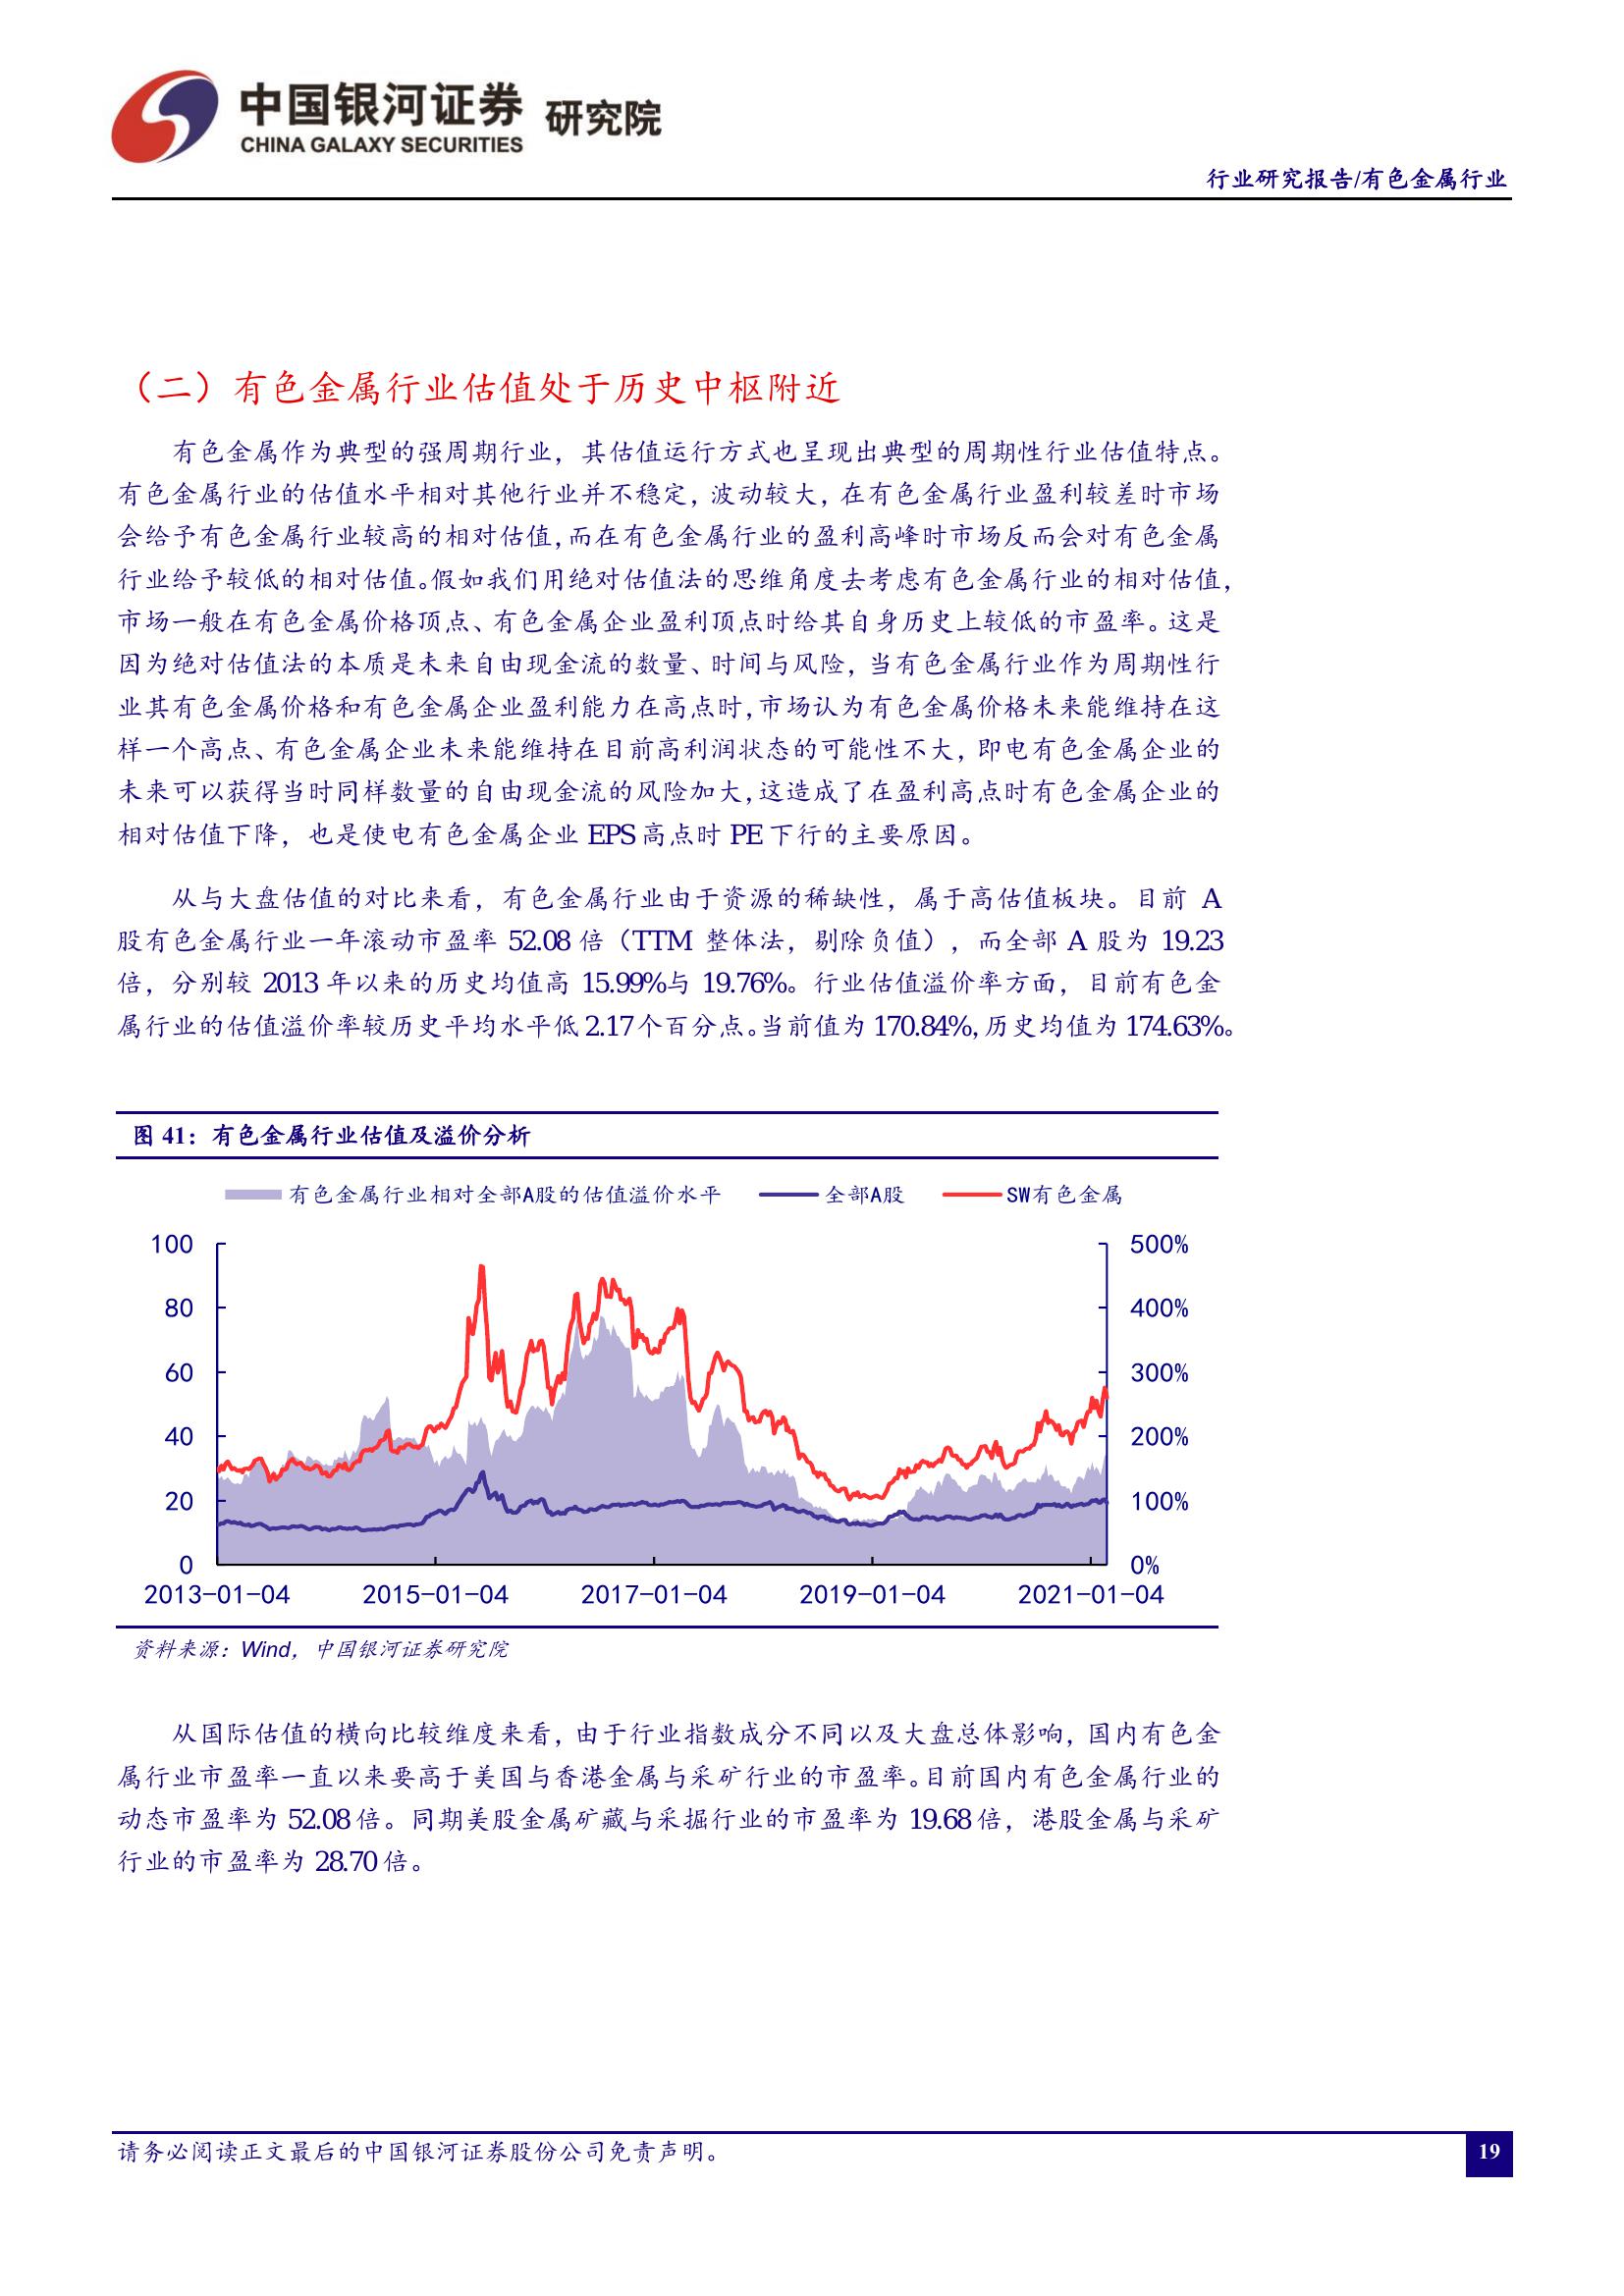 中国银河证券 研究院
CHINA GALAXY SECURITIES
行业研究报告/有色金属行业
（二）有色金属行业估值处于历史中枢附近
有色金属作为典型的强周期行业，其估值运行方式也呈现出典型的周期性行业估值特点。
有色金属行业的估值水平相对其他行业并不稳定，波动较大，在有色金属行业盈利较差时市场
会给予有色金属行业较高的相对估值，而在有色金属行业的盈利高峰时市场反而会对有色金属
行业给予较低的相对估值。假如我们用绝对估值法的思维角度去考虑有色金属行业的相对估值，
市场一般在有色金属价格顶点、有色金属企业盈利顶点时给其自身历史上较低的市盈率。这是
因为绝对估值法的本质是未来自由现金流的数量、时间与风险，当有色金属行业作为周期性行
业其有色金属价格和有色金属企业盈利能力在高点时，市场认为有色金属价格未来能维持在这
样一个高点、有色金属企业未来能维持在目前高利润状态的可能性不大，即电有色金属企业的
未来可以获得当时同样数量的自由现金流的风险加大，这造成了在盈利高点时有色金属企业的
相对估值下降，也是使电有色金属企业 EPS 高点时 PE 下行的主要原因。
从与大盘估值的对比来看，有色金属行业由于资源的稀缺性，属于高估值板块。目前 A
股有色金属行业一年滚动市盈率 52.08 倍（TTM 整体法，剔除负值），而全部 A 股为 19.23
倍，分别较 2013 年以来的历史均值高 15.99%与 19.76%。行业估值溢价率方面，目前有色金
属行业的估值溢价率较历史平均水平低 2.17 个百分点。当前值为 170.84%，历史均值为 174.63%。
图 41：有色金属行业估值及溢价分析
有色金属行业相对全部A股的估值溢价水平 全部A股 SW有色金属
100 500%
80 400%
60 300%
40 200%
20 100%
0 0%
2013-01-04 2015-01-04 2017-01-04 2019-01-04 2021-01-04
资料来源：Wind，中国银河证券研究院
从国际估值的横向比较维度来看，由于行业指数成分不同以及大盘总体影响，国内有色金
属行业市盈率一直以来要高于美国与香港金属与采矿行业的市盈率。目前国内有色金属行业的
动态市盈率为 52.08 倍。同期美股金属矿藏与采掘行业的市盈率为 19.68 倍，港股金属与采矿
行业的市盈率为 28.70 倍。
请务必阅读正文最后的中国银河证券股份公司免责声明。
19